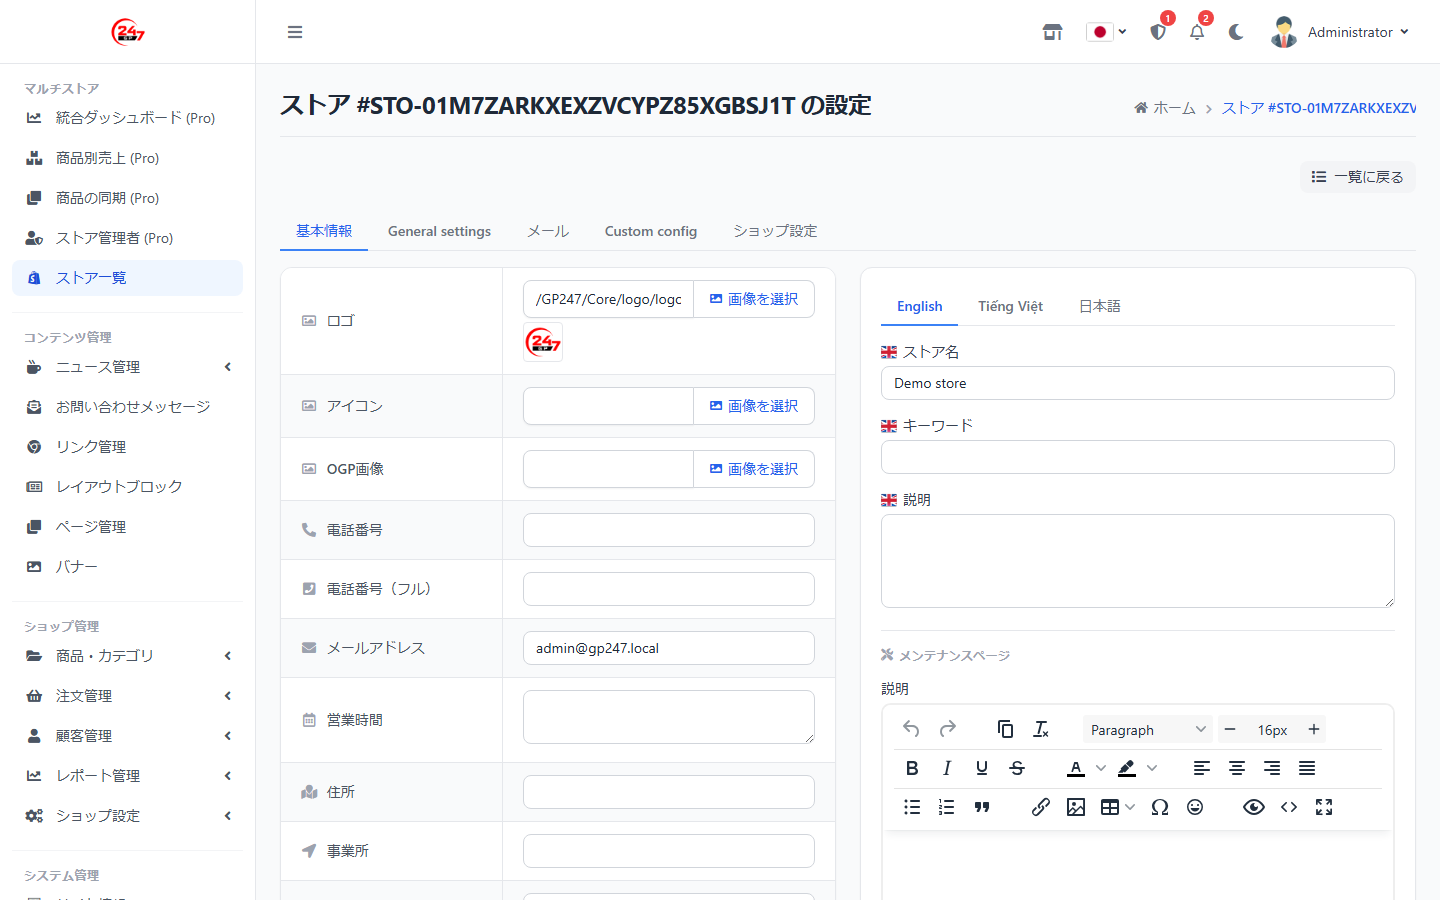 247
GP
1
2
Administrator
マルチストア
統合ダッシュボード (Pro)
商品別売上 (Pro)
商品の同期 (Pro)
ストア管理者 (Pro)
ストア一覧
コンテンツ管理
ニュース管理
お問い合わせメッセージ
リンク管理
レイアウトブロック
ページ管理
バナー
ショップ管理
商品・カテゴリ
注文管理
顧客管理
レポート管理
ショップ設定
システム管理
ストア #STO-01M7ZARKXEXZVCYPZ85XGBSJ1T の設定
ホーム
ストア #STO-01M7ZARKXEXZV
一覧に戻る
基本情報
General settings
メール
Custom config
ショップ設定
ロゴ
/GP247/Core/logo/logo
画像を選択
247
GP
アイコン
画像を選択
OGP画像
画像を選択
電話番号
電話番号（フル）
メールアドレス
admin@gp247.local
営業時間
住所
事業所
English
Tiếng Việt
日本語
ストア名
Demo store
キーワード
説明
メンテナンスページ
説明
Paragraph
16px